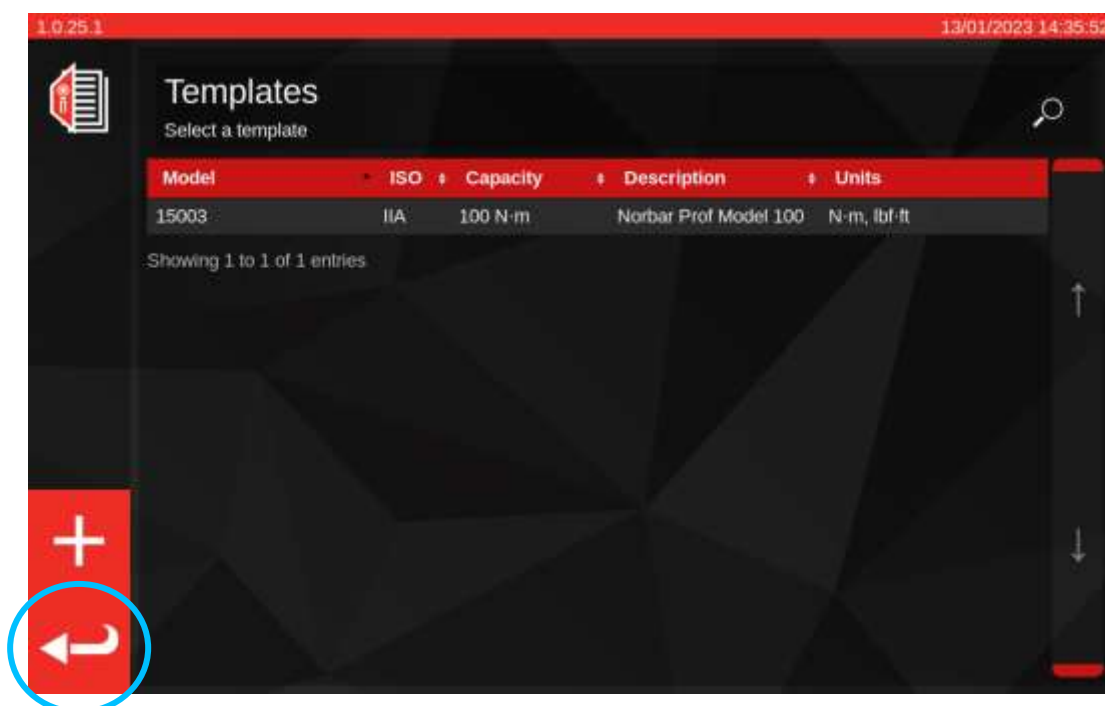 1.0.25.1 13/01/2023 14:35:52
Templates
Select a template
Model ISO Capacity Description Units
15003 IIA 100 N·m Norbar Prof Model 100 N·m, lbf·ft
Showing 1 to 1 of 1 entries